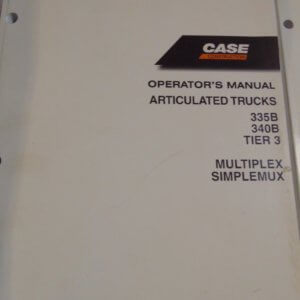 CASE
CONSTRUCTION
OPERATOR'S MANUAL
ARTICULATED TRUCKS
335B
340B
TIER 3
MULTIPLEX
SIMPLEMUX